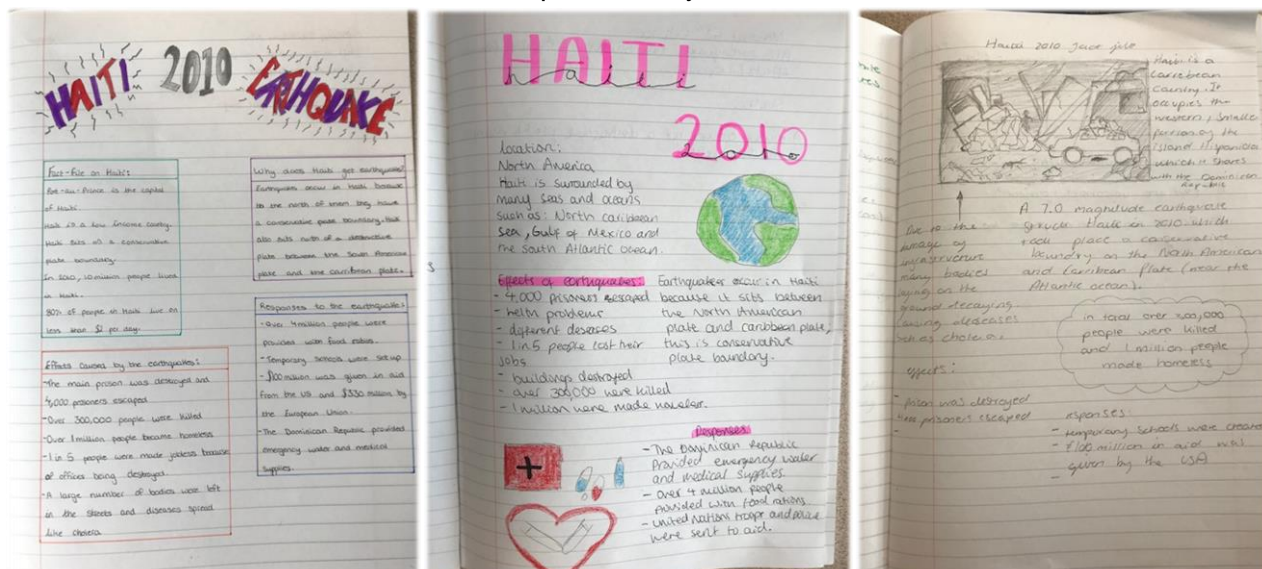 HAITI 2010 EARTHQUAKE
Fact-File on Haiti:
Port-au-Prince is the capital
of Haiti.
Haiti is a low income country.
Haiti sits on a conservative
plate boundary.
In 2010, 10 million people lived
in Haiti.
80% of people in Haiti live on
less than $2 per day.
Effects caused by the earthquakes:
-The main prison was destroyed and
4,000 prisoners escaped
-Over 300,000 people were killed
-Over 1 million people became homeless
-1 in 5 people were made jobless because
of offices being destroyed.
-A large number of bodies were left
in the streets and diseases spread
like cholera.
Why does Haiti get earthquakes?
Earthquakes occur in Haiti because
to the north of them they have
a conservative plate boundary. Haiti
also sits north of a destructive
plate between the South American
plate and the carribean plate.
Responses to the earthquakes:
-Over 4 million people were
provided with food rations.
-Temporary schools were set up
-$100 million was given in aid
from the US and $330 million by
the European Union.
-The Dominican Republic provided
emergency water and medical
supplies.
HAITI
haiti
2010
location:
North America
Haiti is surrounded by
many seas and oceans
such as: North caribbean
Sea, Gulf of Mexico and
the south Atlantic ocean.
Effects of earthquakes:
- 4,000 prisoners escaped
- helth problems
- different deseases
- 1 in 5 people lost their
jobs
- buildings destroyed
- over 300,000 were killed
- 1 million were made homeless.
Earthquakes occur in Haiti
because it sits between
the North American
plate and caribbean plate,
this is conservative
plate boundary.
Responses
- The Dominican Republic
Provided emergency water
and medical supplies.
- over 4 million people
provided with food rations
- united Nations troops and police
were sent to aid.
Haiti 2010
Haiti is a
carribean
country. It
occupies the
western, smaller
portion of the
island Hispaniola
which it shares
with the Dominican
Republic
A 7.0 magnitude earthquake
struck Haiti in 2010 which
took place a conservative
boundry on the North American
and Carribean Plate (near the
Atlantic ocean).
Due to the
damage of
many bodies
laying on the
ground decaying
causing deseases
such as cholera.
in total over 300,000
people were killed
and 1 million people
made homeless
effects:
- prison was destroyed
prisoners escaped
-
responses:
- temporary schools were created
- $100 million in aid was
given by the USA
-